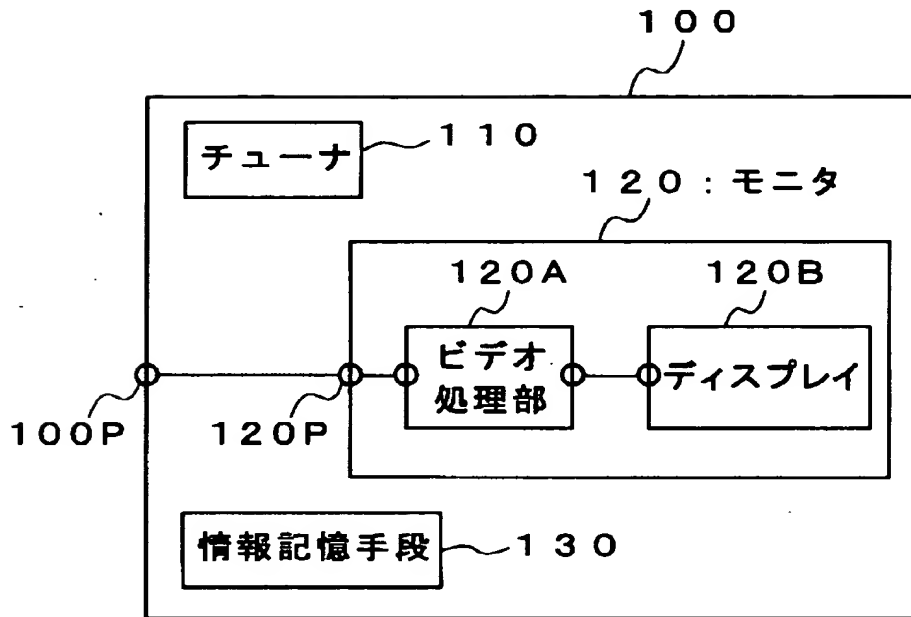 100
チューナ
110
120:モニタ
120A
120B
ビデオ
処理部
ディスプレイ
100P
120P
情報記憶手段
130